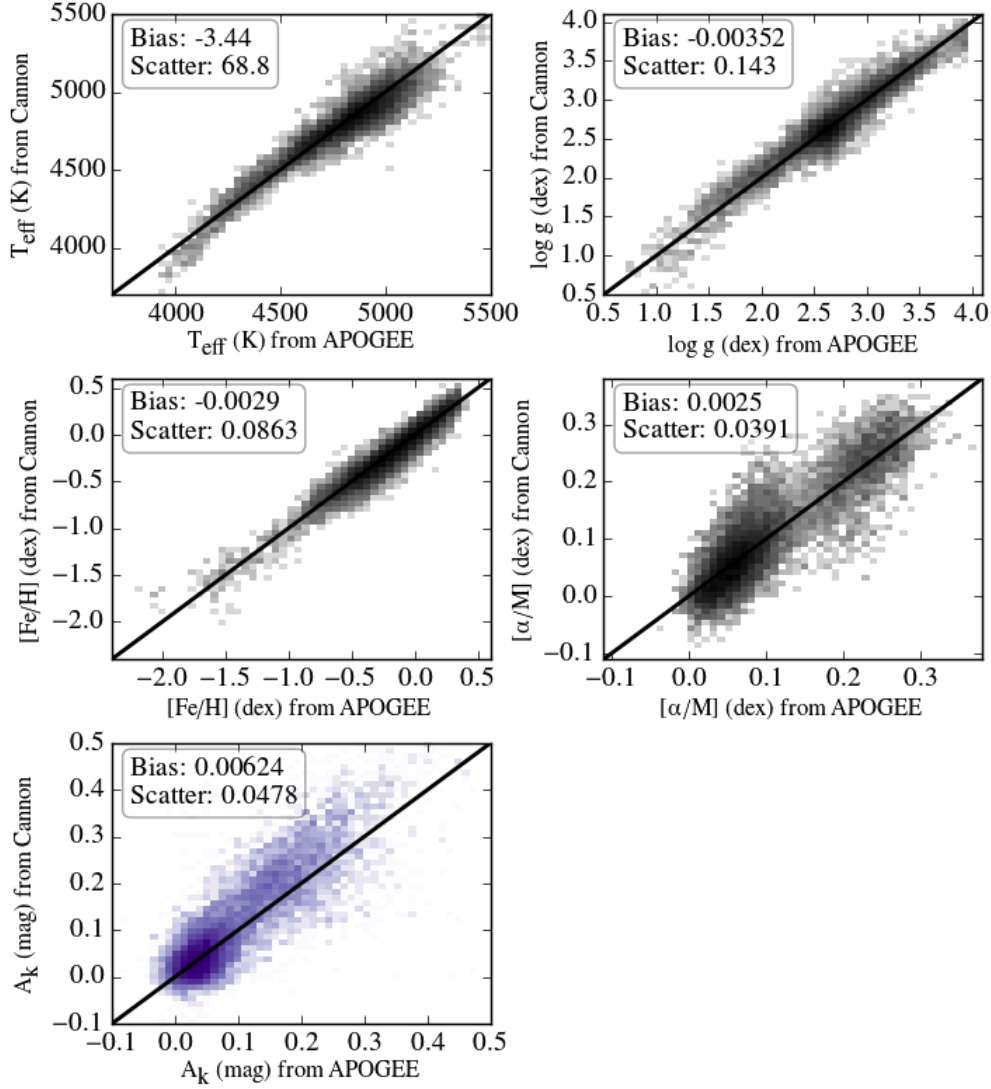 Bias: -3.44
Scatter: 68.8
5500
5000
4500
4000
T_eff (K) from Cannon
4000 4500 5000 5500
T_eff (K) from APOGEE
Bias: -0.00352
Scatter: 0.143
4.0
3.5
3.0
2.5
2.0
1.5
1.0
0.5
log g (dex) from Cannon
0.5 1.0 1.5 2.0 2.5 3.0 3.5 4.0
log g (dex) from APOGEE
Bias: -0.0029
Scatter: 0.0863
0.5
0.0
−0.5
−1.0
−1.5
−2.0
[Fe/H] (dex) from Cannon
−2.0 −1.5 −1.0 −0.5 0.0 0.5
[Fe/H] (dex) from APOGEE
Bias: 0.0025
Scatter: 0.0391
0.3
0.2
0.1
0.0
−0.1
[α/M] (dex) from Cannon
−0.1 0.0 0.1 0.2 0.3
[α/M] (dex) from APOGEE
Bias: 0.00624
Scatter: 0.0478
0.5
0.4
0.3
0.2
0.1
0.0
−0.1
A_k (mag) from Cannon
−0.1 0.0 0.1 0.2 0.3 0.4 0.5
A_k (mag) from APOGEE